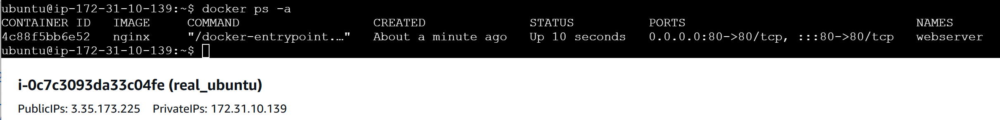 ubuntu@ip-172-31-10-139:~$ docker ps -a
CONTAINER ID   IMAGE     COMMAND                  CREATED              STATUS          PORTS                               NAMES
4c88f5bb6e52   nginx     "/docker-entrypoint.…"   About a minute ago   Up 10 seconds   0.0.0.0:80->80/tcp, :::80->80/tcp   webserver
ubuntu@ip-172-31-10-139:~$
i-0c7c3093da33c04fe (real_ubuntu)
PublicIPs: 3.35.173.225    PrivateIPs: 172.31.10.139